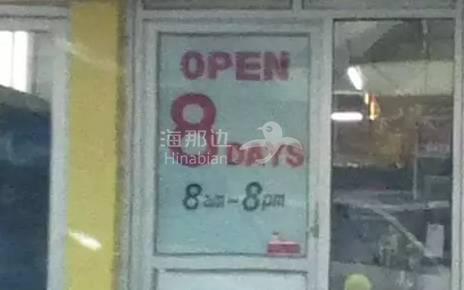 OPEN
8
DAYS
海那边
Hinabian
8am-8pm